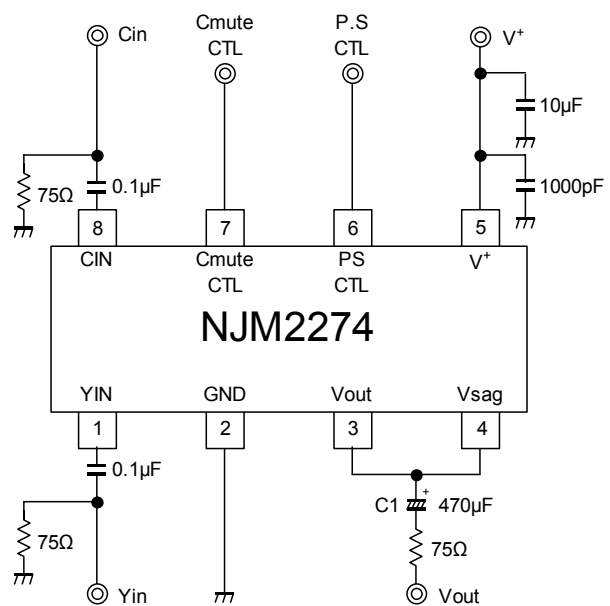 Cin
Cmute
CTL
P.S
CTL
V+
10µF
75Ω
0.1µF
1000pF
8
7
6
5
CIN
Cmute
CTL
PS
CTL
V+
NJM2274
YIN
GND
Vout
Vsag
1
2
3
4
0.1µF
+
C1
470µF
75Ω
75Ω
Yin
Vout